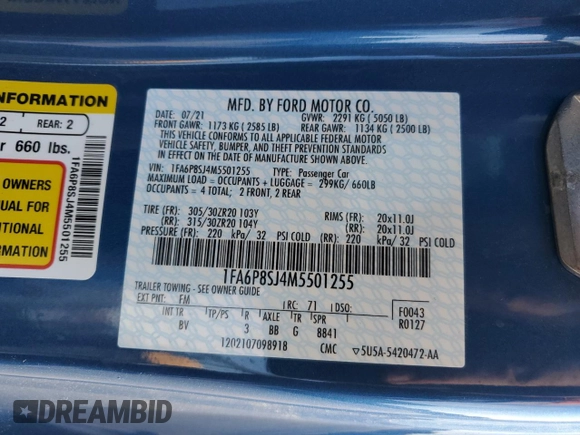 NFORMATION
2 REAR: 2
r 660 lbs.
OWNERS
NUAL FOR
NFORMATION
1FA6P8SJ4M5501255
MFD. BY FORD MOTOR CO.
DATE: 07/21 GVWR: 2291 KG ( 5050 LB)
FRONT GAWR: 1173 KG ( 2585 LB) REAR GAWR: 1134 KG ( 2500 LB)
THIS VEHICLE CONFORMS TO ALL APPLICABLE FEDERAL MOTOR
VEHICLE SAFETY, BUMPER, AND THEFT PREVENTION STANDARDS
IN EFFECT ON THE DATE OF MANUFACTURE SHOWN ABOVE.
VIN: 1FA6P8SJ4M5501255 TYPE: Passenger Car
MAXIMUM LOAD = OCCUPANTS + LUGGAGE = 299KG/ 660LB
OCCUPANTS = 4 TOTAL; 2 FRONT, 2 REAR
TIRE (FR): 305/30ZR20 103Y RIMS (FR): 20x11.0J
(RR): 315/30ZR20 104Y (RR): 20x11.0J
PRESSURE (FR): 220 kPa/ 32 PSI COLD (RR): 220 kPa/ 32 PSI COLD
1FA6P8SJ4M5501255
TRAILER TOWING - SEE OWNER GUIDE
EXT PNT: FM RC: 71 DSO: F0043
INT TR TP/PS R AXLE TR SPR R0127
BV 3 BB G 8841
1202107098918 CMC ▽5U5A-5420472-AA
DREAMBID